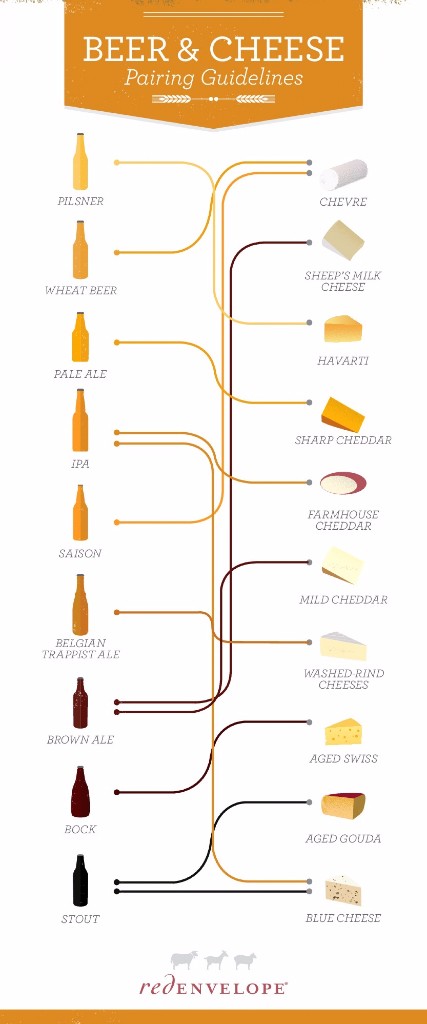 BEER & CHEESE
Pairing Guidelines
PILSNER
CHEVRE
WHEAT BEER
SHEEP'S MILK
CHEESE
HAVARTI
PALE ALE
SHARP CHEDDAR
IPA
FARMHOUSE
CHEDDAR
SAISON
MILD CHEDDAR
BELGIAN
TRAPPIST ALE
WASHED-RIND
CHEESES
BROWN ALE
AGED SWISS
BOCK
AGED GOUDA
STOUT
BLUE CHEESE
redENVELOPE®